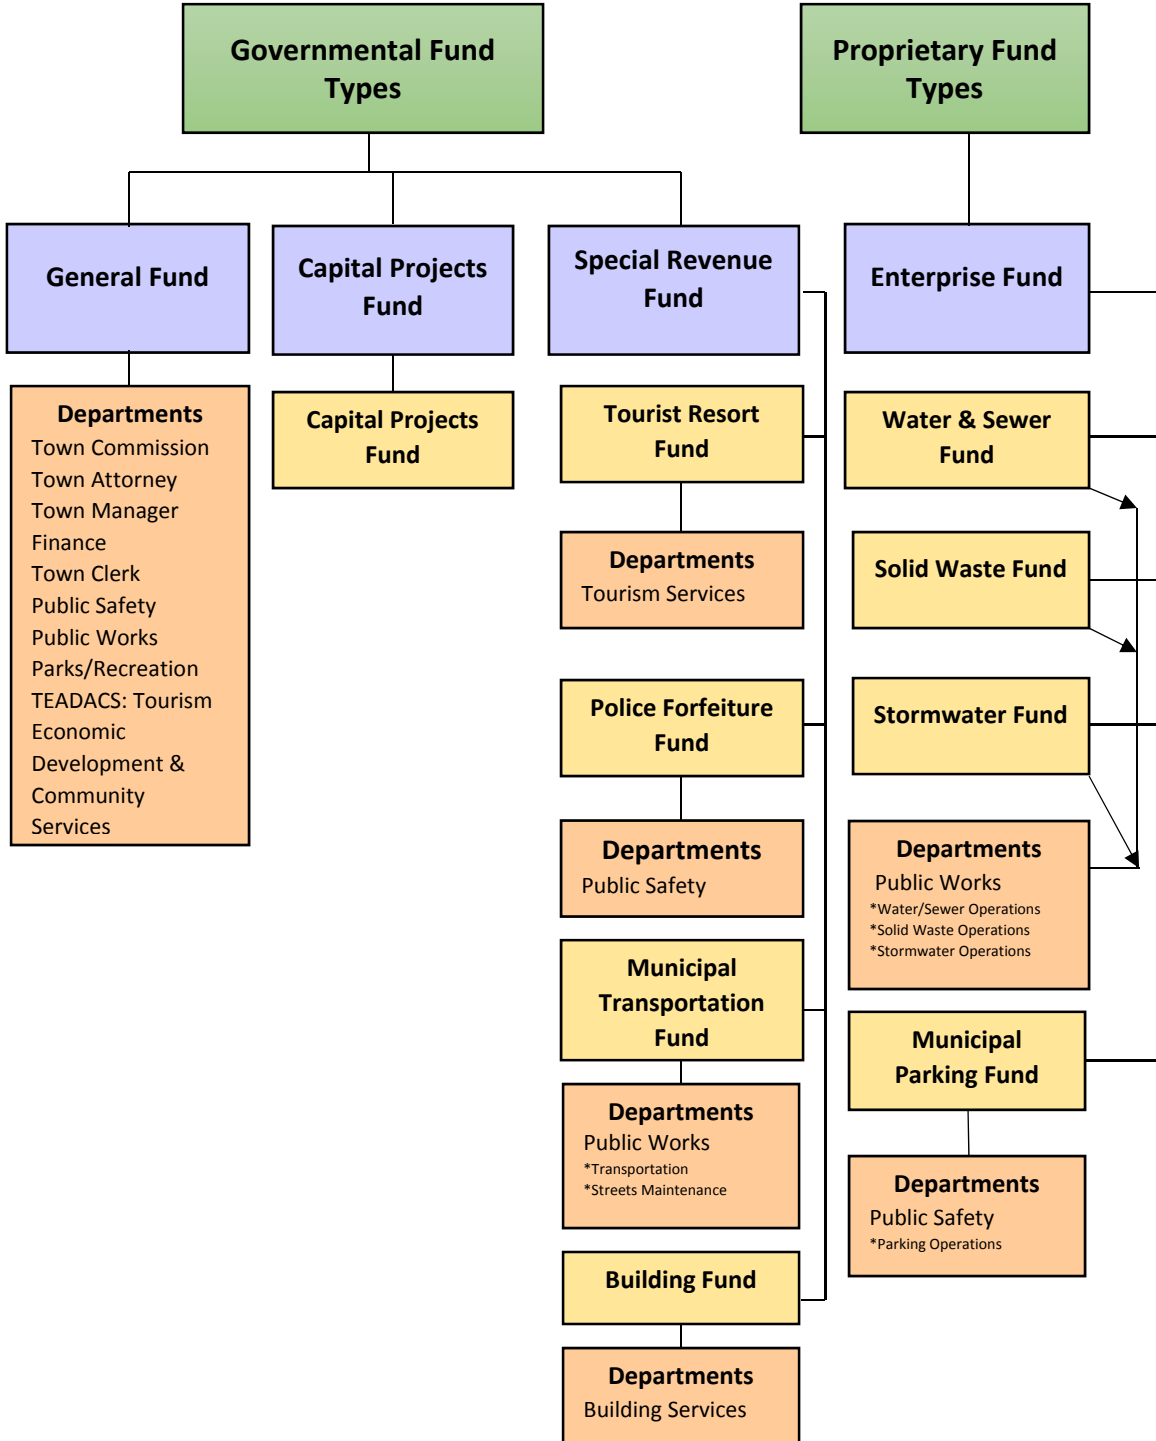 Governmental Fund
Types
Proprietary Fund
Types
General Fund
Capital Projects
Fund
Special Revenue
Fund
Enterprise Fund
Departments
Town Commission
Town Attorney
Town Manager
Finance
Town Clerk
Public Safety
Public Works
Parks/Recreation
TEADACS: Tourism
Economic
Development &
Community
Services
Capital Projects
Fund
Tourist Resort
Fund
Departments
Tourism Services
Police Forfeiture
Fund
Departments
Public Safety
Municipal
Transportation
Fund
Departments
Public Works
*Transportation
*Streets Maintenance
Building Fund
Departments
Building Services
Water & Sewer
Fund
Solid Waste Fund
Stormwater Fund
Departments
Public Works
*Water/Sewer Operations
*Solid Waste Operations
*Stormwater Operations
Municipal
Parking Fund
Departments
Public Safety
*Parking Operations